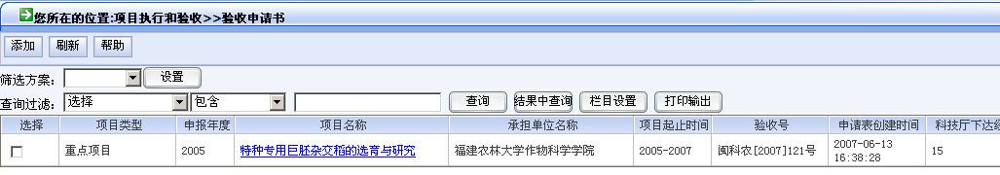 您所在的位置:项目执行和验收>>验收申请书
添加 刷新 帮助
筛选方案: 设置
查询过滤: 选择 包含 查询 结果中查询 栏目设置 打印输出
选择 项目类型 申报年度 项目名称 承担单位名称 项目起止时间 验收号 申请表创建时间 科技厅下达经
重点项目 2005 特种专用巨胚杂交稻的选育与研究 福建农林大学作物科学学院 2005-2007 闽科农[2007]121号 2007-06-13 15
16:38:28